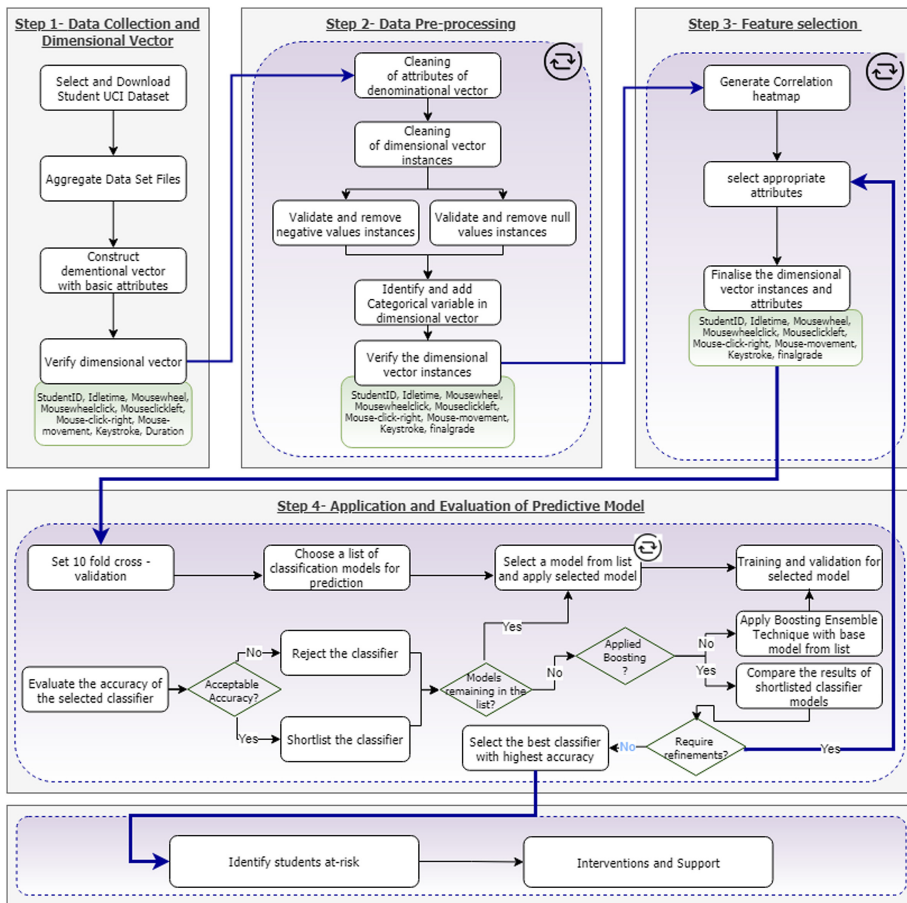 Step 1- Data Collection and
Dimensional Vector
Select and Download
Student UCI Dataset
Aggregate Data Set Files
Construct
dementional vector
with basic attributes
Verify dimensional vector
StudentID, Idletime, Mousewheel,
Mousewheelclick, Mouseclickleft,
Mouse-click-right, Mouse-
movement, Keystroke, Duration
Step 2- Data Pre-processing
Cleaning
of attributes of
denominational vector
Cleaning
of dimensional vector
instances
Validate and remove
negative values instances
Validate and remove null
values instances
Identify and add
Categorical variable in
dimensional vector
Verify the dimensional
vector instances
StudentID, Idletime, Mousewheel,
Mousewheelclick, Mouseclickleft,
Mouse-click-right, Mouse-movement,
Keystroke, finalgrade
Step 3- Feature selection
Generate Correlation
heatmap
select appropriate
attributes
Finalise the dimensional
vector instances and
attributes
StudentID, Idletime, Mousewheel,
Mousewheelclick, Mouseclickleft,
Mouse-click-right, Mouse-movement,
Keystroke, finalgrade
Step 4- Application and Evaluation of Predictive Model
Set 10 fold cross -
validation
Choose a list of
classification models for
prediction
Select a model from list
and apply selected model
Training and validation for
selected model
Evaluate the accuracy of
the selected classifier
Acceptable
Accuracy?
No
Reject the classifier
Yes
Shortlist the classifier
Models
remaining in the
list?
Yes
No
Applied
Boosting
?
No
Apply Boosting Ensemble
Technique with base
model from list
Yes
Compare the results of
shortlisted classifier
models
Require
refinements?
Yes
No
Select the best classifier
with highest accuracy
Identify students at-risk
Interventions and Support